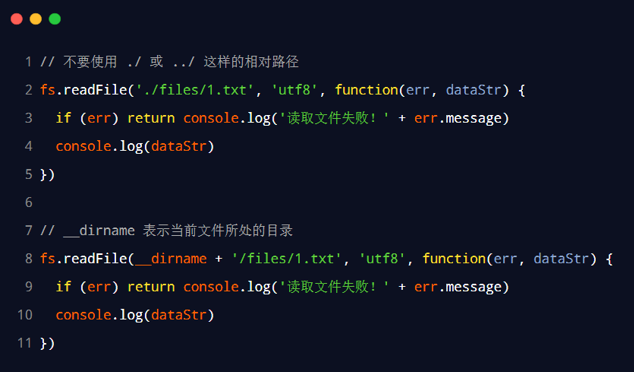 1 // 不要使用 ./ 或 ../ 这样的相对路径
2 fs.readFile('./files/1.txt', 'utf8', function(err, dataStr) {
3   if (err) return console.log('读取文件失败！' + err.message)
4   console.log(dataStr)
5 })
6
7 // __dirname 表示当前文件所处的目录
8 fs.readFile(__dirname + '/files/1.txt', 'utf8', function(err, dataStr) {
9   if (err) return console.log('读取文件失败！' + err.message)
10   console.log(dataStr)
11 })